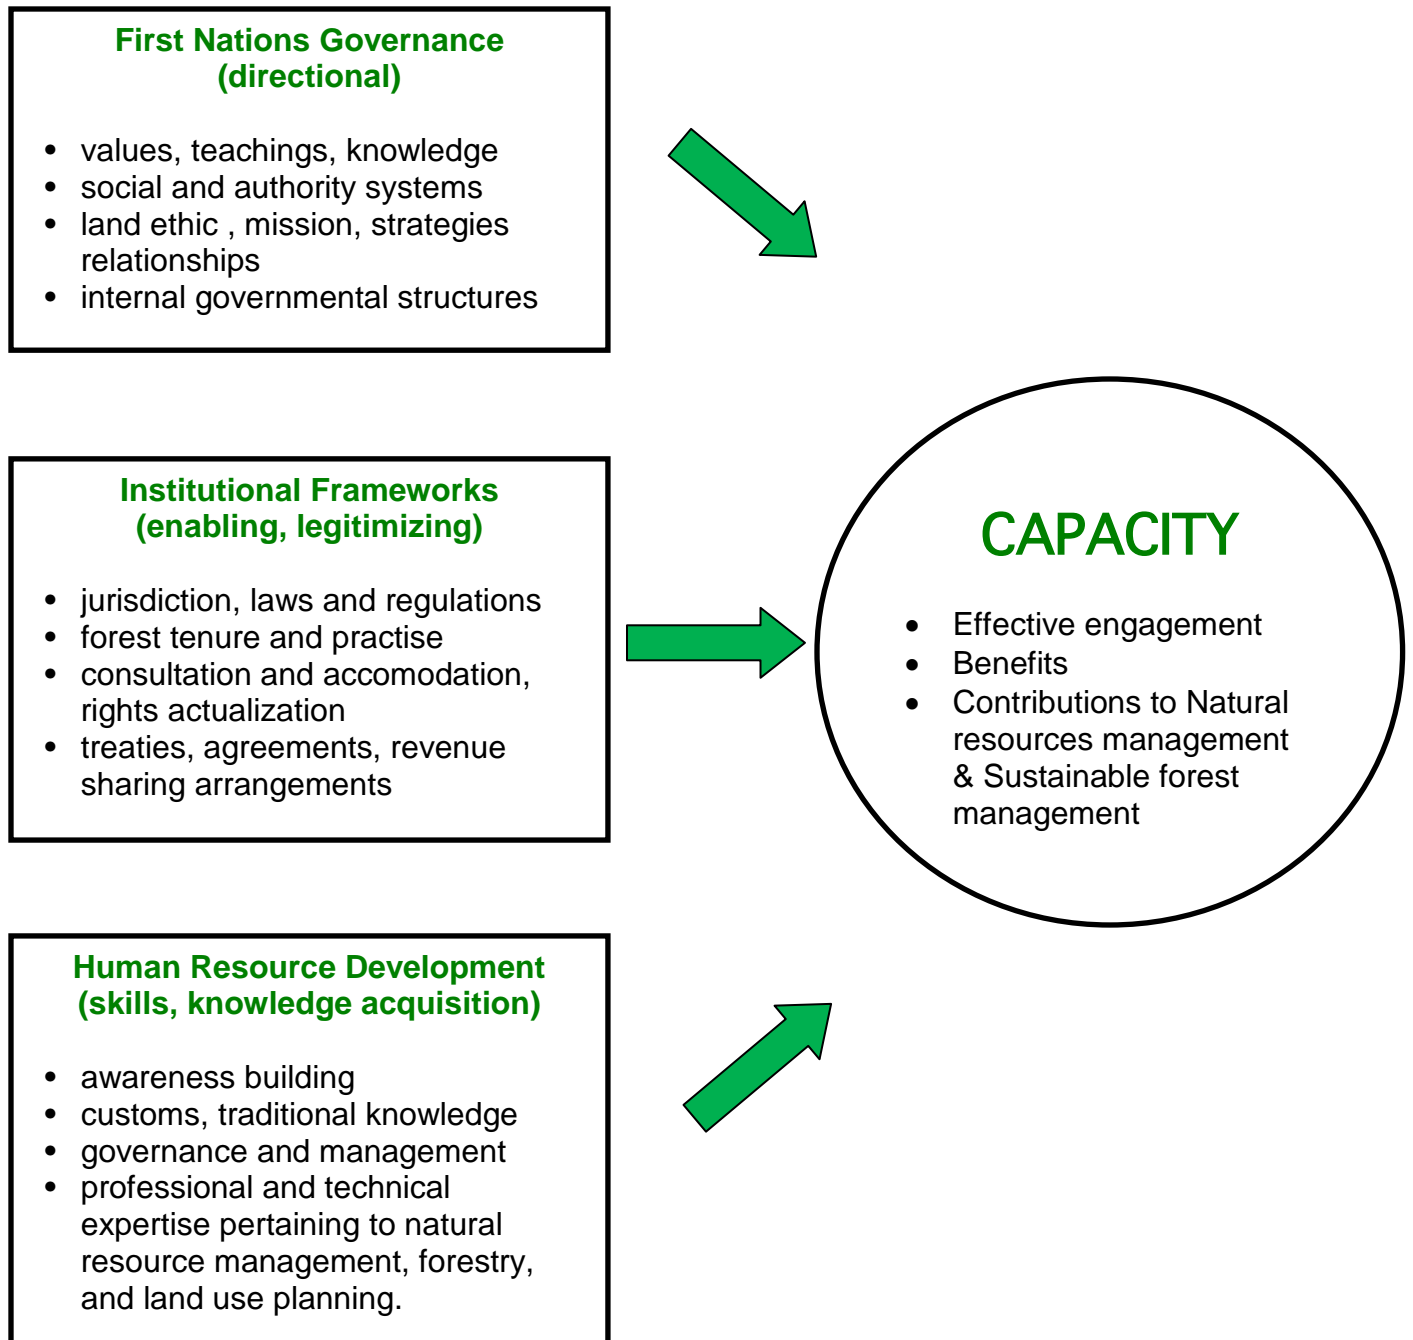 First Nations Governance
(directional)
• values, teachings, knowledge
• social and authority systems
• land ethic , mission, strategies
relationships
• internal governmental structures
Institutional Frameworks
(enabling, legitimizing)
• jurisdiction, laws and regulations
• forest tenure and practise
• consultation and accomodation,
rights actualization
• treaties, agreements, revenue
sharing arrangements
CAPACITY
• Effective engagement
• Benefits
• Contributions to Natural
resources management
& Sustainable forest
management
Human Resource Development
(skills, knowledge acquisition)
• awareness building
• customs, traditional knowledge
• governance and management
• professional and technical
expertise pertaining to natural
resource management, forestry,
and land use planning.